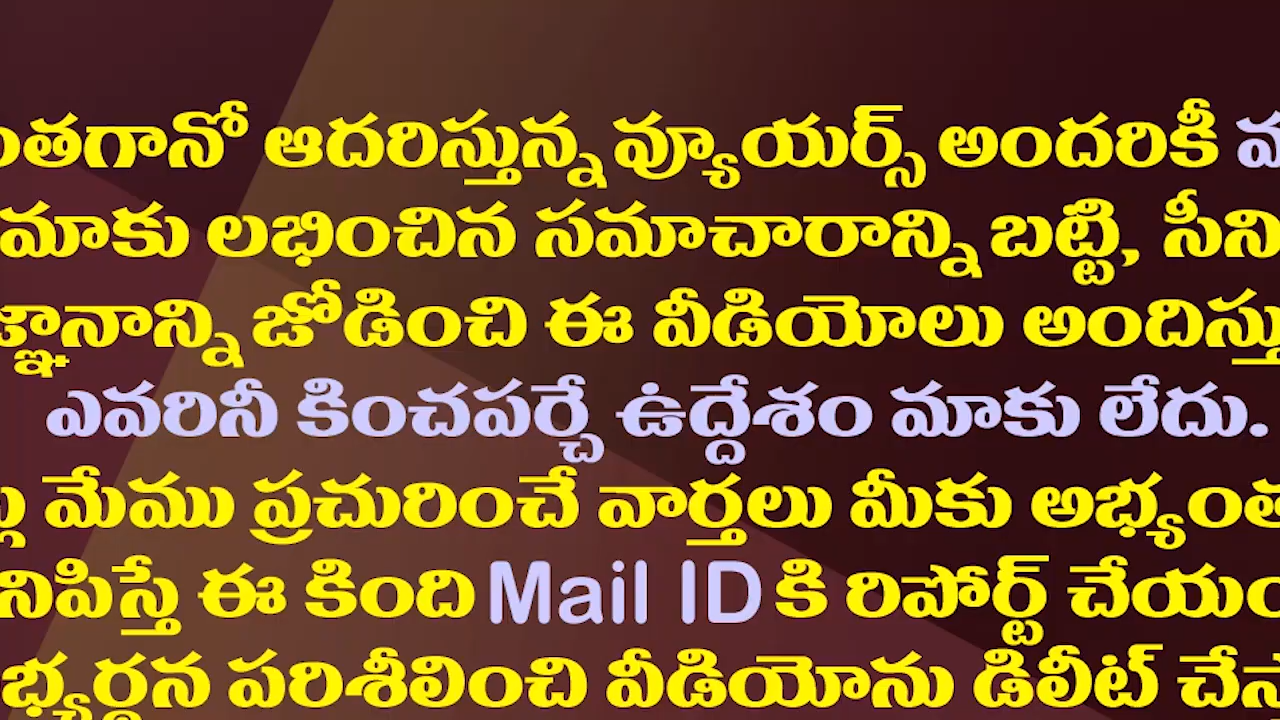 ంతగానో ఆదరిస్తున్న వ్యూయర్స్ అందరికీ
మాకు లభించిన సమాచారాన్ని బట్టి, సీని
జ్ఞానాన్ని జోడించి ఈ వీడియోలు అందిస్తు
ఎవరినీ కించపర్చే ఉద్దేశం మాకు లేదు.
మేము ప్రచురించే వార్తలు మీకు అభ్యంత
నిపిస్తే ఈ కింది Mail ID కి రిపోర్ట్ చేయం
భ్యర్థన పరిశీలించి వీడియోను డిలీట్ చేస